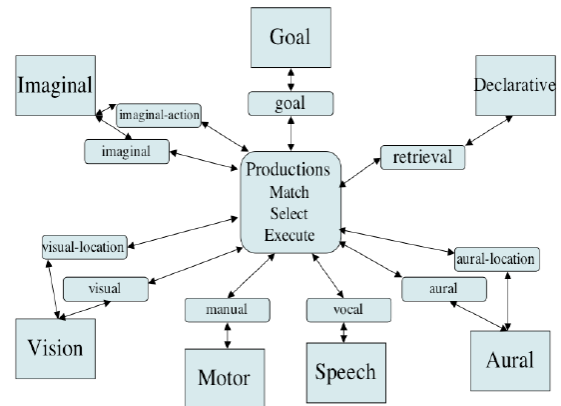 Goal
Imaginal
Declarative
goal
imaginal-action
imaginal
retrieval
Productions
Match
Select
Execute
visual-location
aural-location
visual
aural
manual
vocal
Vision
Motor
Speech
Aural